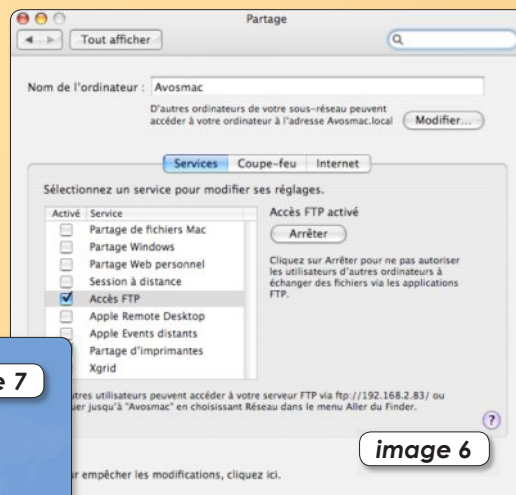 Partage
Tout afficher
Nom de l'ordinateur : Avosmac
D'autres ordinateurs de votre sous-réseau peuvent
accéder à votre ordinateur à l'adresse Avosmac.local
Modifier...
Services Coupe-feu Internet
Sélectionnez un service pour modifier ses réglages.
Activé Service
Partage de fichiers Mac
Partage Windows
Partage Web personnel
Session à distance
Accès FTP
Apple Remote Desktop
Apple Events distants
Partage d'imprimantes
Xgrid
Accès FTP activé
Arrêter
Cliquez sur Arrêter pour ne pas autoriser
les utilisateurs d'autres ordinateurs à
échanger des fichiers via les applications
FTP.
utres utilisateurs peuvent accéder à votre serveur FTP via ftp://192.168.2.83/ ou
uer jusqu'à "Avosmac" en choisissant Réseau dans le menu Aller du Finder.
?
r empêcher les modifications, cliquez ici.
e 7
image 6